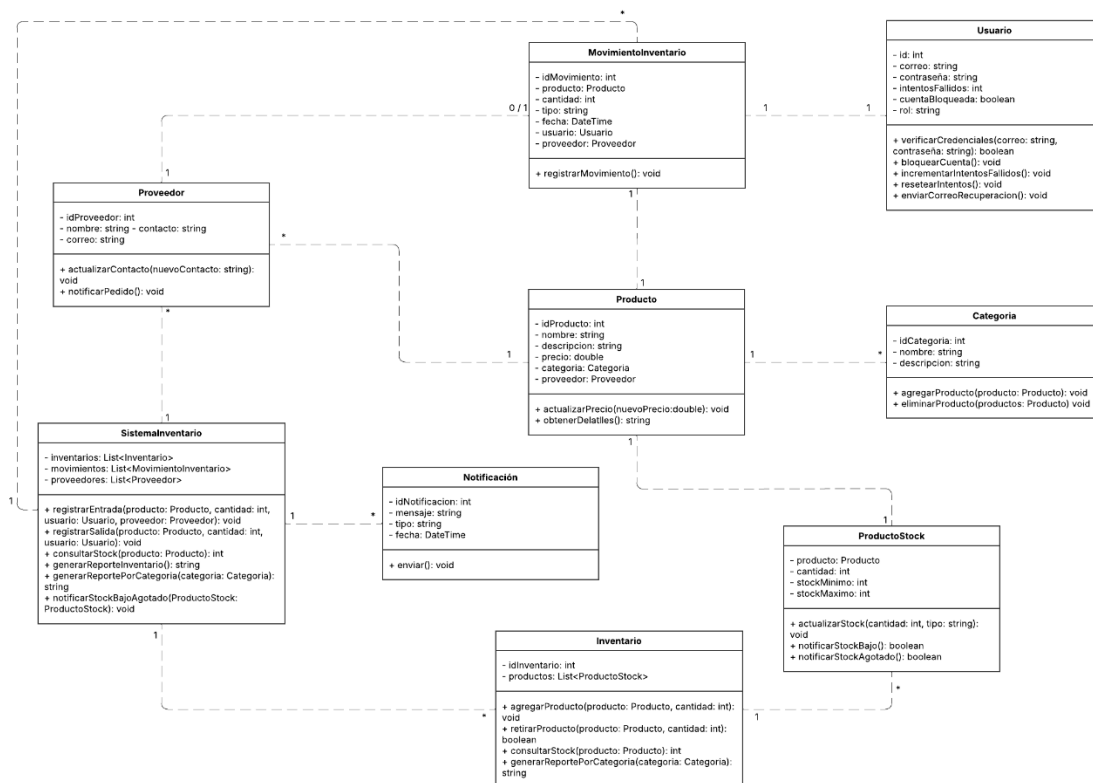 *
MovimientoInventario
- idMovimiento: int
- producto: Producto
- cantidad: int
- tipo: string
- fecha: DateTime
- usuario: Usuario
- proveedor: Proveedor
+ registrarMovimiento(): void
0 / 1
1
1
1
Usuario
- id: int
- correo: string
- contraseña: string
- intentosFallidos: int
- cuentaBloqueada: boolean
- rol: string
+ verificarCredenciales(correo: string,
contraseña: string): boolean
+ bloquearCuenta(): void
+ incrementarIntentosFallidos(): void
+ resetearIntentos(): void
+ enviarCorreoRecuperacion(): void
1
Proveedor
- idProveedor: int
- nombre: string - contacto: string
- correo: string
+ actualizarContacto(nuevoContacto: string):
void
+ notificarPedido(): void
*
*
1
1
Producto
- idProducto: int
- nombre: string
- descripcion: string
- precio: double
- categoria: Categoria
- proveedor: Proveedor
+ actualizarPrecio(nuevoPrecio:double): void
+ obtenerDelatlles(): string
1
1
*
Categoria
- idCategoria: int
- nombre: string
- descripcion: string
+ agregarProducto(producto: Producto): void
+ eliminarProducto(productos: Producto) void
1
SistemaInventario
- inventarios: List<Inventario>
- movimientos: List<MovimientoInventario>
- proveedores: List<Proveedor>
+ registrarEntrada(producto: Producto, cantidad: int,
usuario: Usuario, proveedor: Proveedor): void
+ registrarSalida(producto: Producto, cantidad: int,
usuario: Usuario): void
+ consultarStock(producto: Producto): int
+ generarReporteInventario(): string
+ generarReportePorCategoria(categoria: Categoria):
string
+ notificarStockBajoAgotado(ProductoStock:
ProductoStock): void
1
1
*
1
Notificación
- idNotificacion: int
- mensaje: string
- tipo: string
- fecha: DateTime
+ enviar(): void
1
ProductoStock
- producto: Producto
- cantidad: int
- stockMinimo: int
- stockMaximo: int
+ actualizarStock(cantidad: int, tipo: string):
void
+ notificarStockBajo(): boolean
+ notificarStockAgotado(): boolean
*
Inventario
- idInventario: int
- productos: List<ProductoStock>
+ agregarProducto(producto: Producto, cantidad: int):
void
+ retirarProducto(producto: Producto, cantidad: int):
boolean
+ consultarStock(producto: Producto): int
+ generarReportePorCategoria(categoria: Categoria):
string
*
1